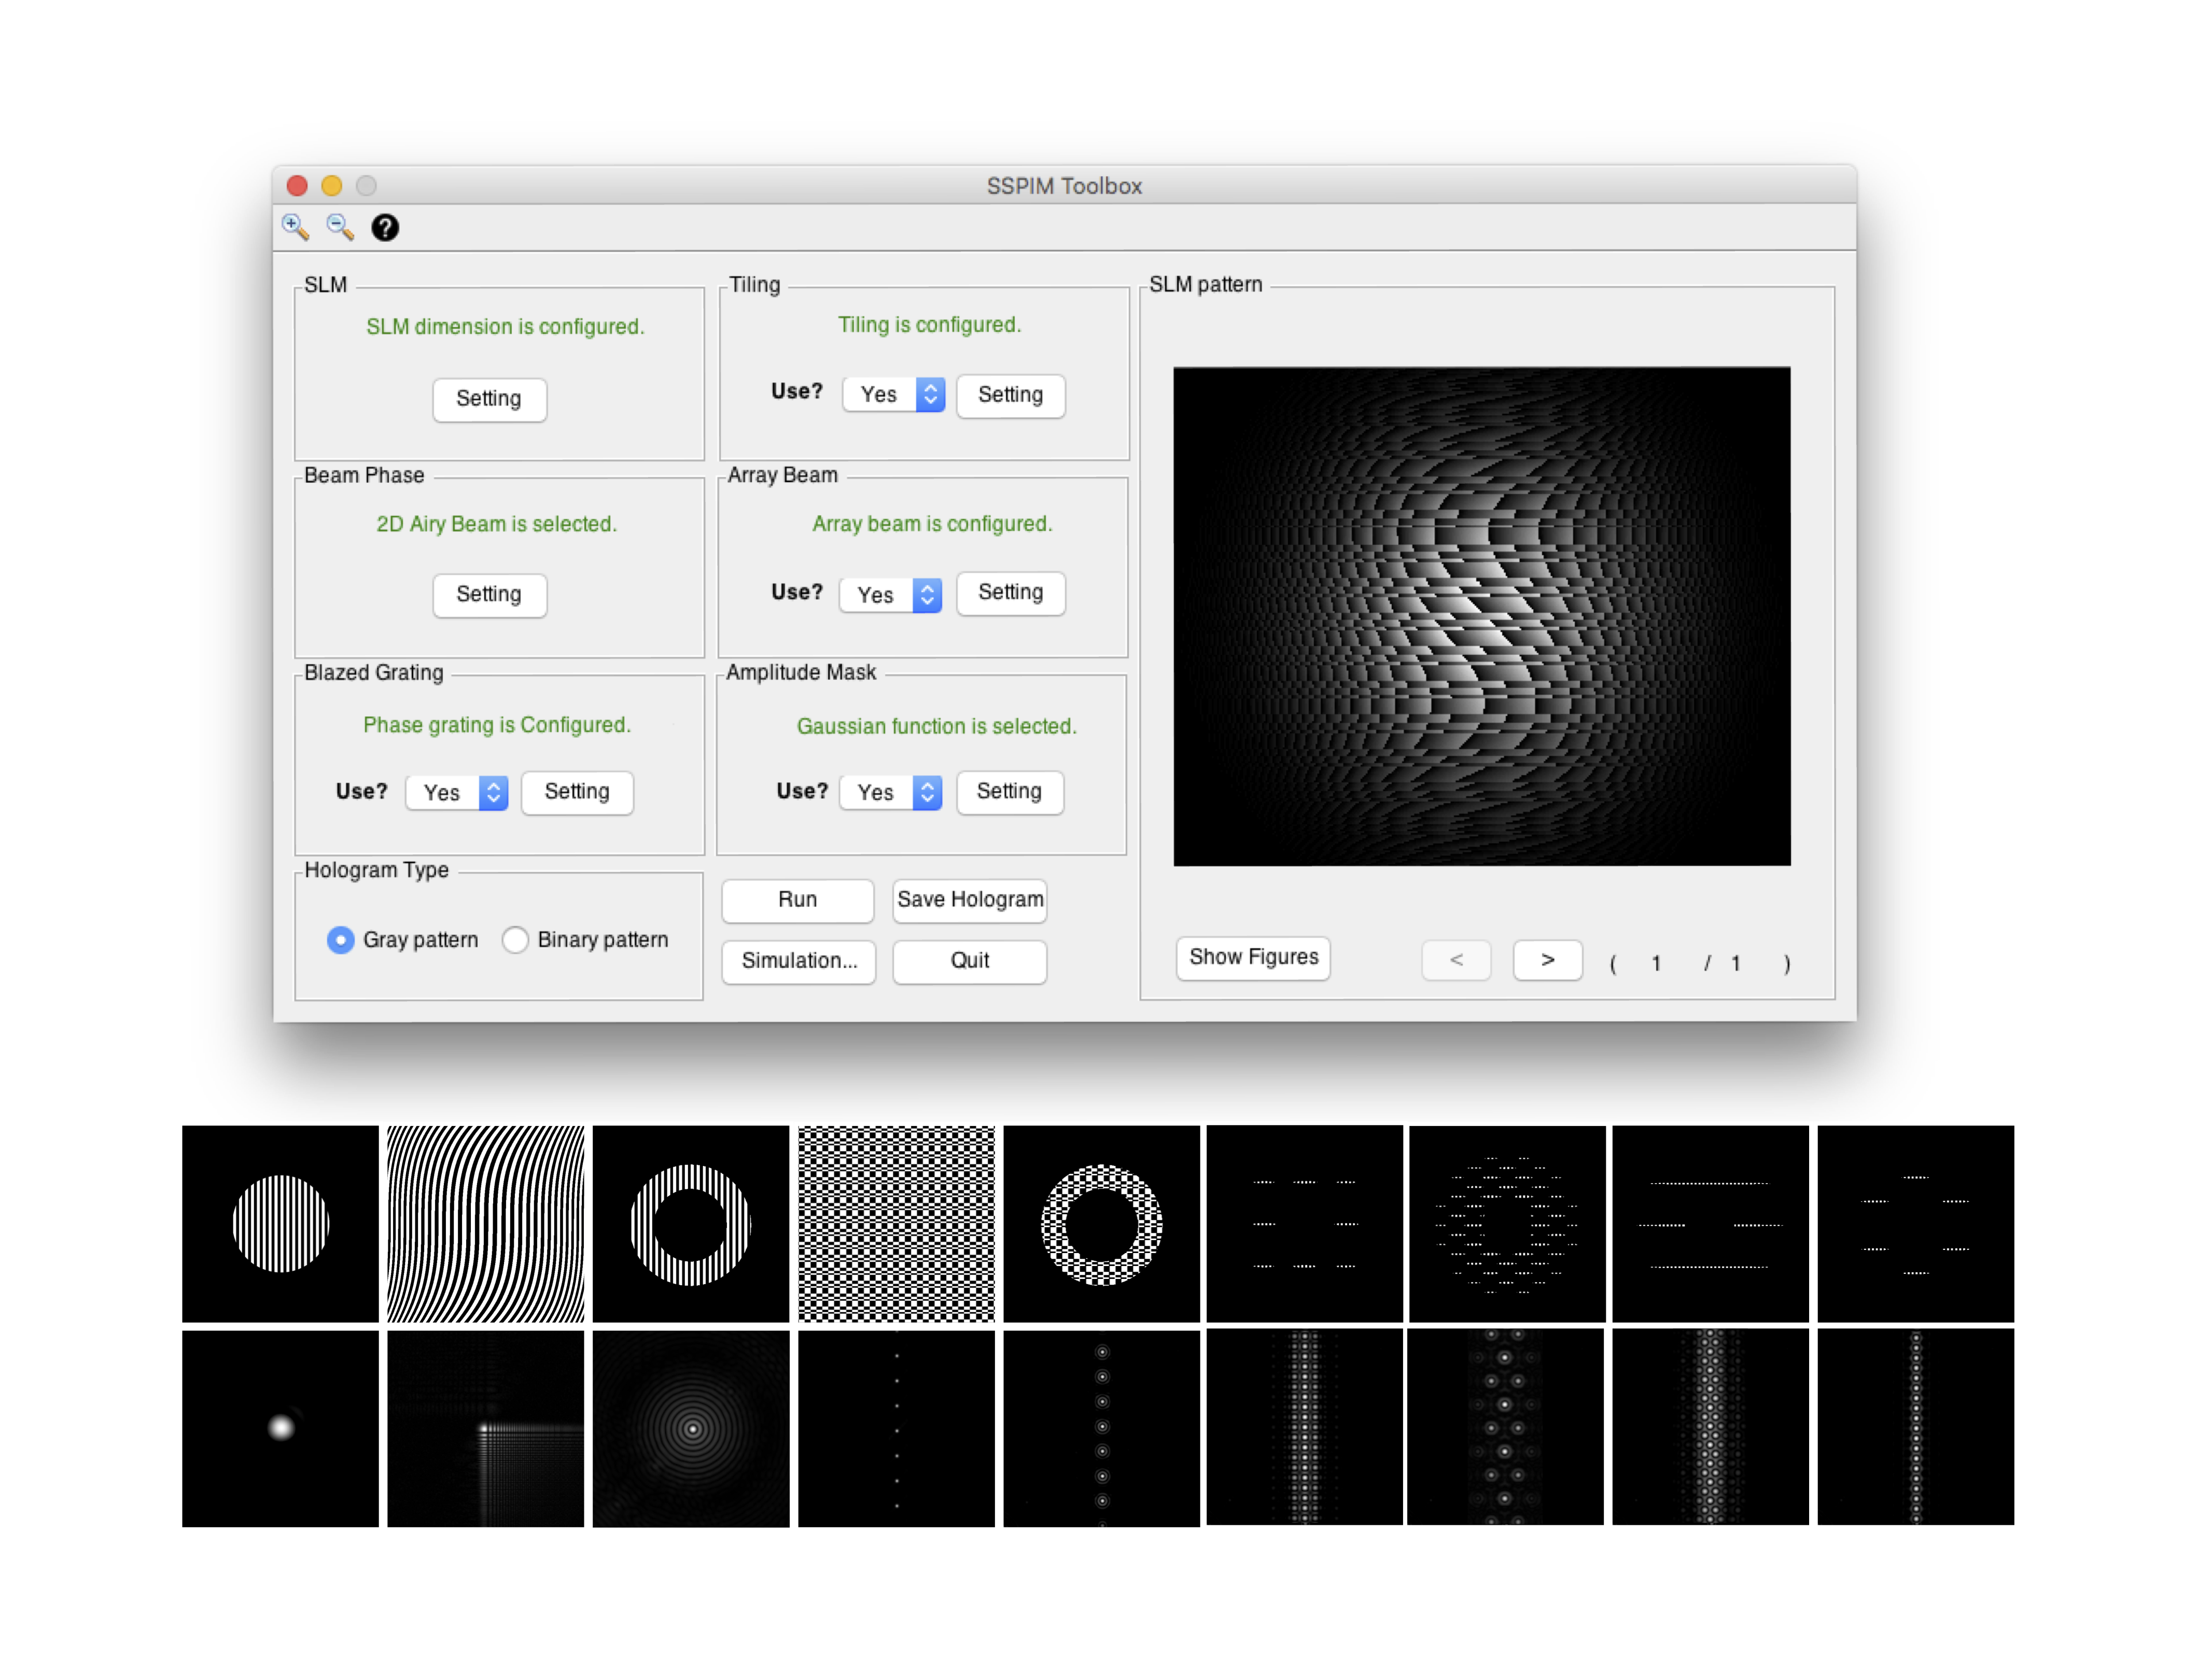 SSPIM Toolbox
?
SLM
SLM dimension is configured.
Setting
Tiling
Tiling is configured.
Use? Yes Setting
Beam Phase
2D Airy Beam is selected.
Setting
Array Beam
Array beam is configured.
Use? Yes Setting
Blazed Grating
Phase grating is Configured.
Use? Yes Setting
Amplitude Mask
Gaussian function is selected.
Use? Yes Setting
Hologram Type
Gray pattern Binary pattern
Run Save Hologram
Simulation... Quit
SLM pattern
Show Figures < > ( 1 / 1 )